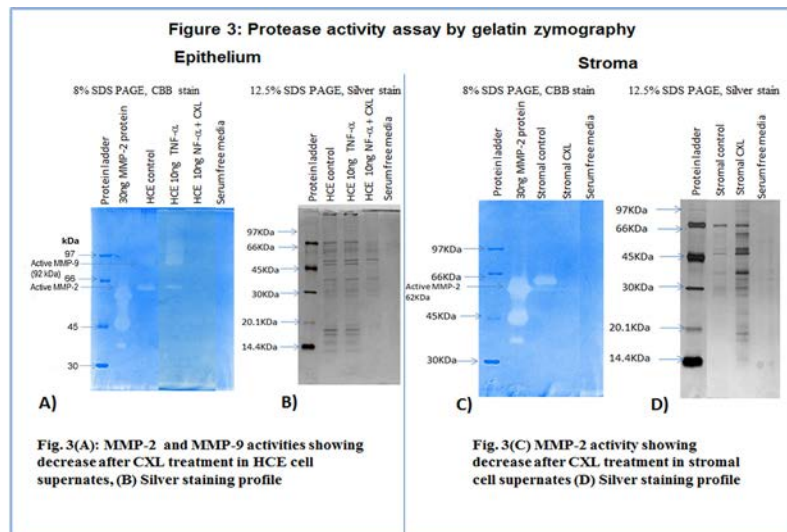 Figure 3: Protease activity assay by gelatin zymography
Epithelium
8% SDS PAGE, CBB stain
12.5% SDS PAGE, Silver stain
Protein ladder
30ng MMP-2 protein
HCE control
HCE 10ng TNF-α
HCE 10ng NF-α + CXL
Serum free media
Protein ladder
HCE control
HCE 10ng TNF-α
HCE 10ng NF-α + CXL
Serum free media
kDa
97
Active MMP-9
(92 kDa)
66
Active MMP-2
45
30
97KDa
66KDa
45KDa
30KDa
20.1KDa
14.4KDa
A)
B)
Fig. 3(A): MMP-2 and MMP-9 activities showing
decrease after CXL treatment in HCE cell
supernates, (B) Silver staining profile
Stroma
8% SDS PAGE, CBB stain
12.5% SDS PAGE, Silver stain
Protein ladder
30ng MMP-2 protein
Stromal control
Stromal CXL
Serum free media
Protein ladder
Stromal control
Stromal CXL
Serum free media
97KDa
66KDa
Active MMP-2
62KDa
45KDa
30KDa
97KDa
66KDa
45KDa
30KDa
20.1KDa
14.4KDa
C)
D)
Fig. 3(C) MMP-2 activity showing
decrease after CXL treatment in stromal
cell supernates (D) Silver staining profile